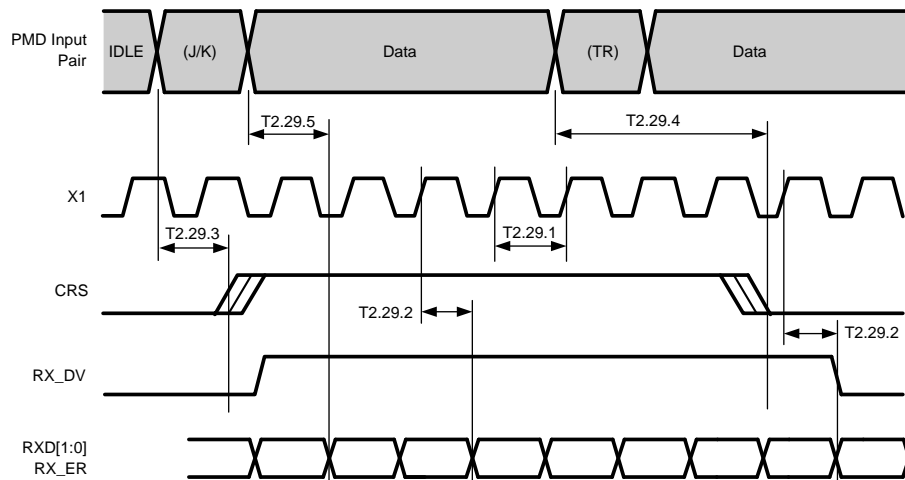 PMD Input
Pair
IDLE
(J/K)
Data
(TR)
Data
T2.29.5
T2.29.4
X1
T2.29.3
T2.29.1
CRS
T2.29.2
T2.29.2
RX_DV
RXD[1:0]
RX_ER